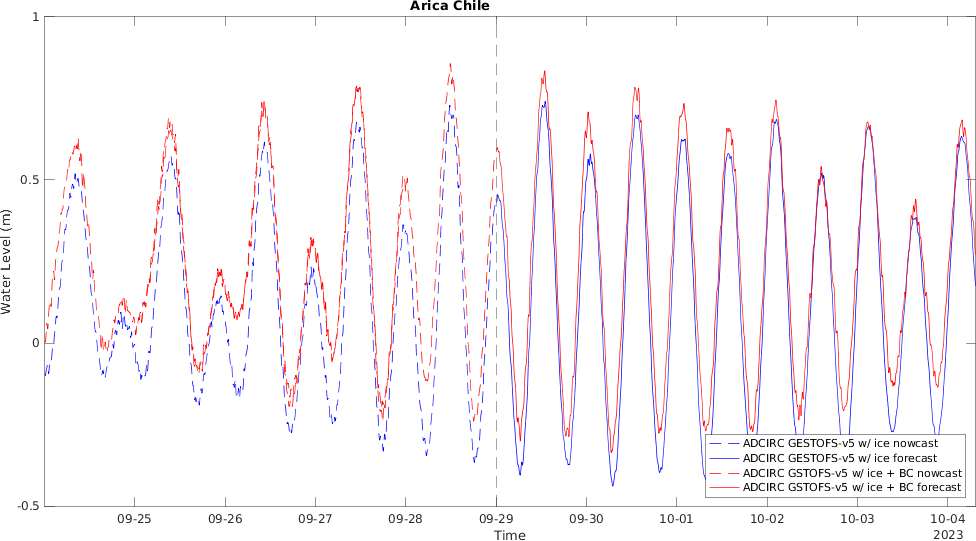 Arica Chile
Water Level (m)
1
0.5
0
-0.5
09-25 09-26 09-27 09-28 09-29 09-30 10-01 10-02 10-03 10-04
Time
2023
ADCIRC GESTOFS-v5 w/ ice nowcast
ADCIRC GESTOFS-v5 w/ ice forecast
ADCIRC GSTOFS-v5 w/ ice + BC nowcast
ADCIRC GSTOFS-v5 w/ ice + BC forecast